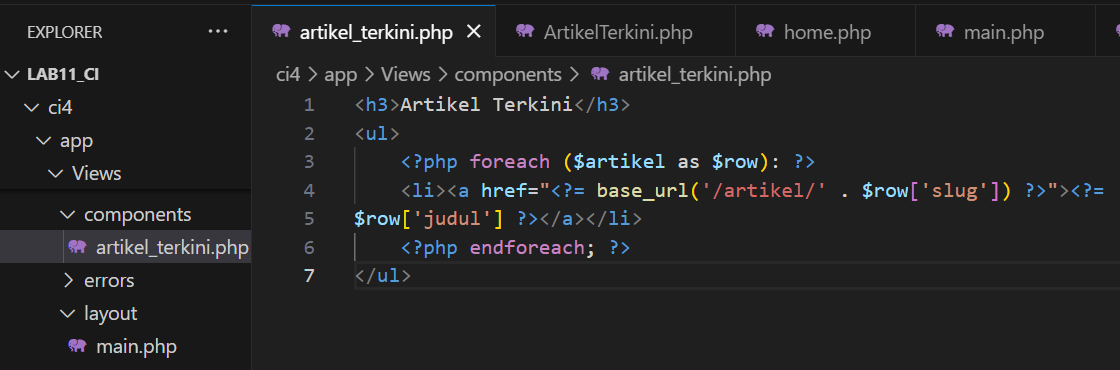 EXPLORER ...
artikel_terkini.php ArtikelTerkini.php home.php main.php
LAB11_CI
ci4
app
Views
components
artikel_terkini.php
errors
layout
main.php
ci4 > app > Views > components > artikel_terkini.php
1 <h3>Artikel Terkini</h3>
2 <ul>
3 <?php foreach ($artikel as $row): ?>
4 <li><a href="<?= base_url('/artikel/' . $row['slug']) ?>"><?=
5 $row['judul'] ?></a></li>
6 <?php endforeach; ?>
7 </ul>